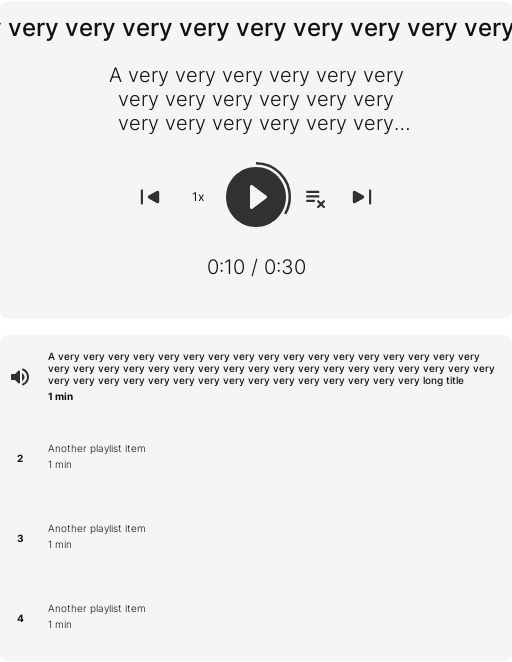 very very very very very very very very very
A very very very very very very
very very very very very very
very very very very very very...
1x
0:10 / 0:30
A very very very very very very very very very very very very very very very very very
very very very very very very very very very very very very very very very very very very
very very very very very very very very very very very very very very very long title
1 min
2
Another playlist item
1 min
3
Another playlist item
1 min
4
Another playlist item
1 min